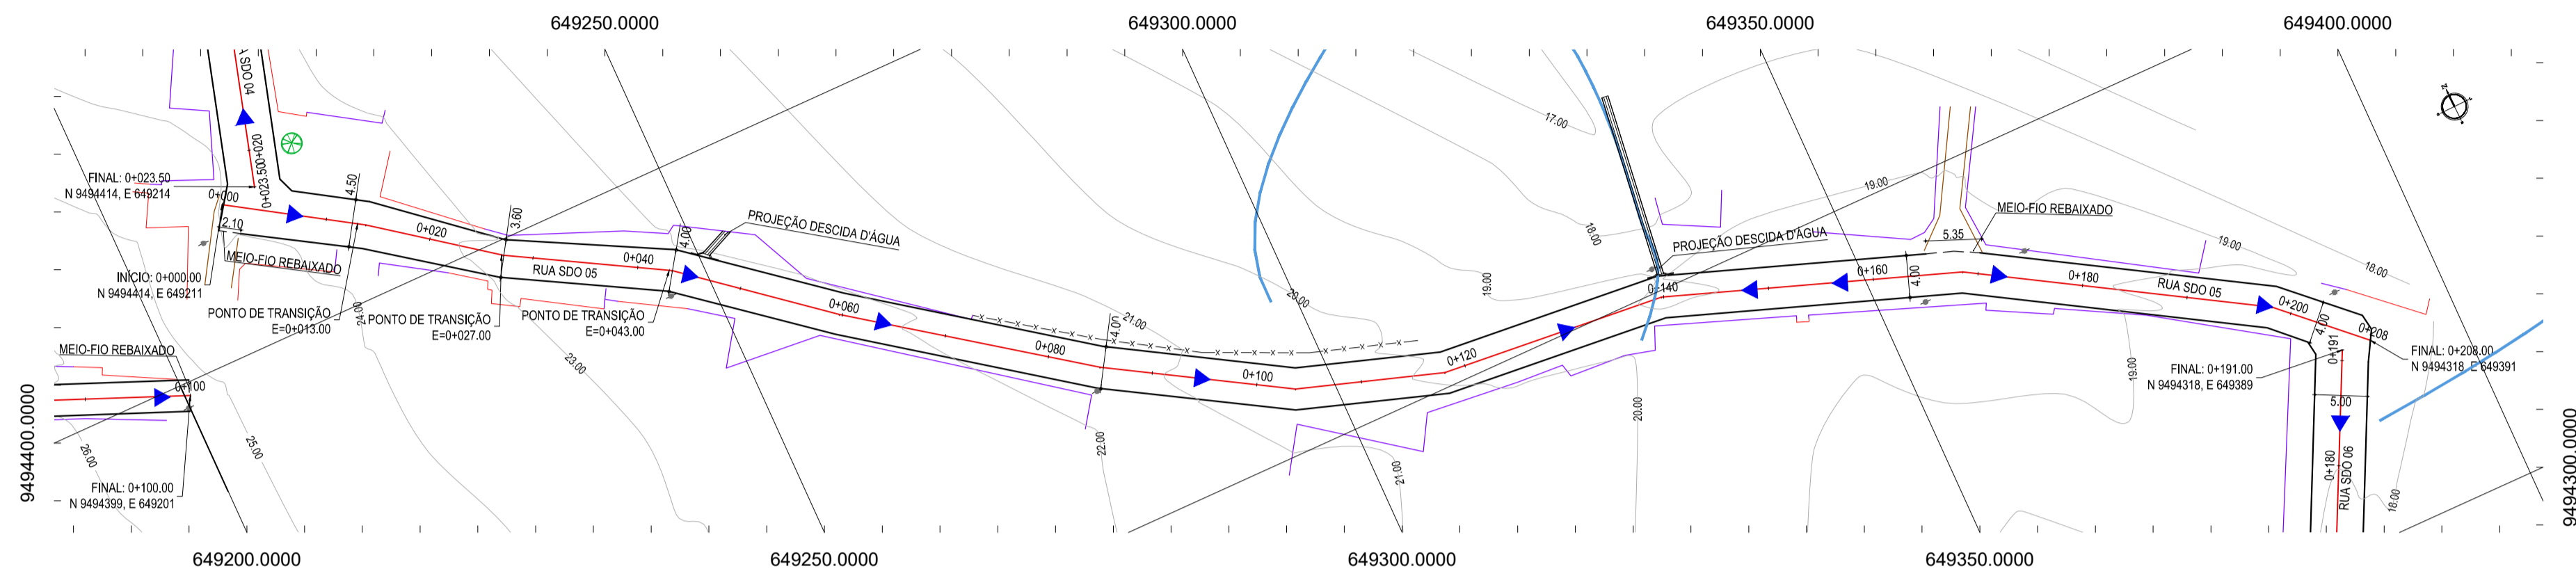 649250.0000
649300.0000
649350.0000
649400.0000
SDO 04
0+020
0+023.50
FINAL: 0+023.50
N 9494414, E 649214
0+000
2.10
4.50
MEIO-FIO REBAIXADO
INÍCIO: 0+000.00
N 9494414, E 649211
0+020
3.60
4.00
PROJEÇÃO DESCIDA D'ÁGUA
0+040
RUA SDO 05
PONTO DE TRANSIÇÃO
E=0+013.00
24.00
PONTO DE TRANSIÇÃO
E=0+027.00
PONTO DE TRANSIÇÃO
E=0+043.00
23.00
0+060
x x x x x x x x x x x x x x x x x x x x x x
4.00
21.00
0+080
0+100
22.00
20.00
21.00
0+120
17.00
18.00
19.00
PROJEÇÃO DESCIDA D'ÁGUA
0+140
20.00
19.00
0+160
4.00
5.35
MEIO-FIO REBAIXADO
19.00
18.00
0+180
RUA SDO 05
0+200
4.00
0+208
FINAL: 0+208.00
N 9494318, E 649391
0+191
FINAL: 0+191.00
N 9494318, E 649389
19.00
5.00
0+180
RUA SDO 06
18.00
N
MEIO-FIO REBAIXADO
0+100
26.00
25.00
FINAL: 0+100.00
N 9494399, E 649201
9494400.0000
9494300.0000
649200.0000
649250.0000
649300.0000
649350.0000